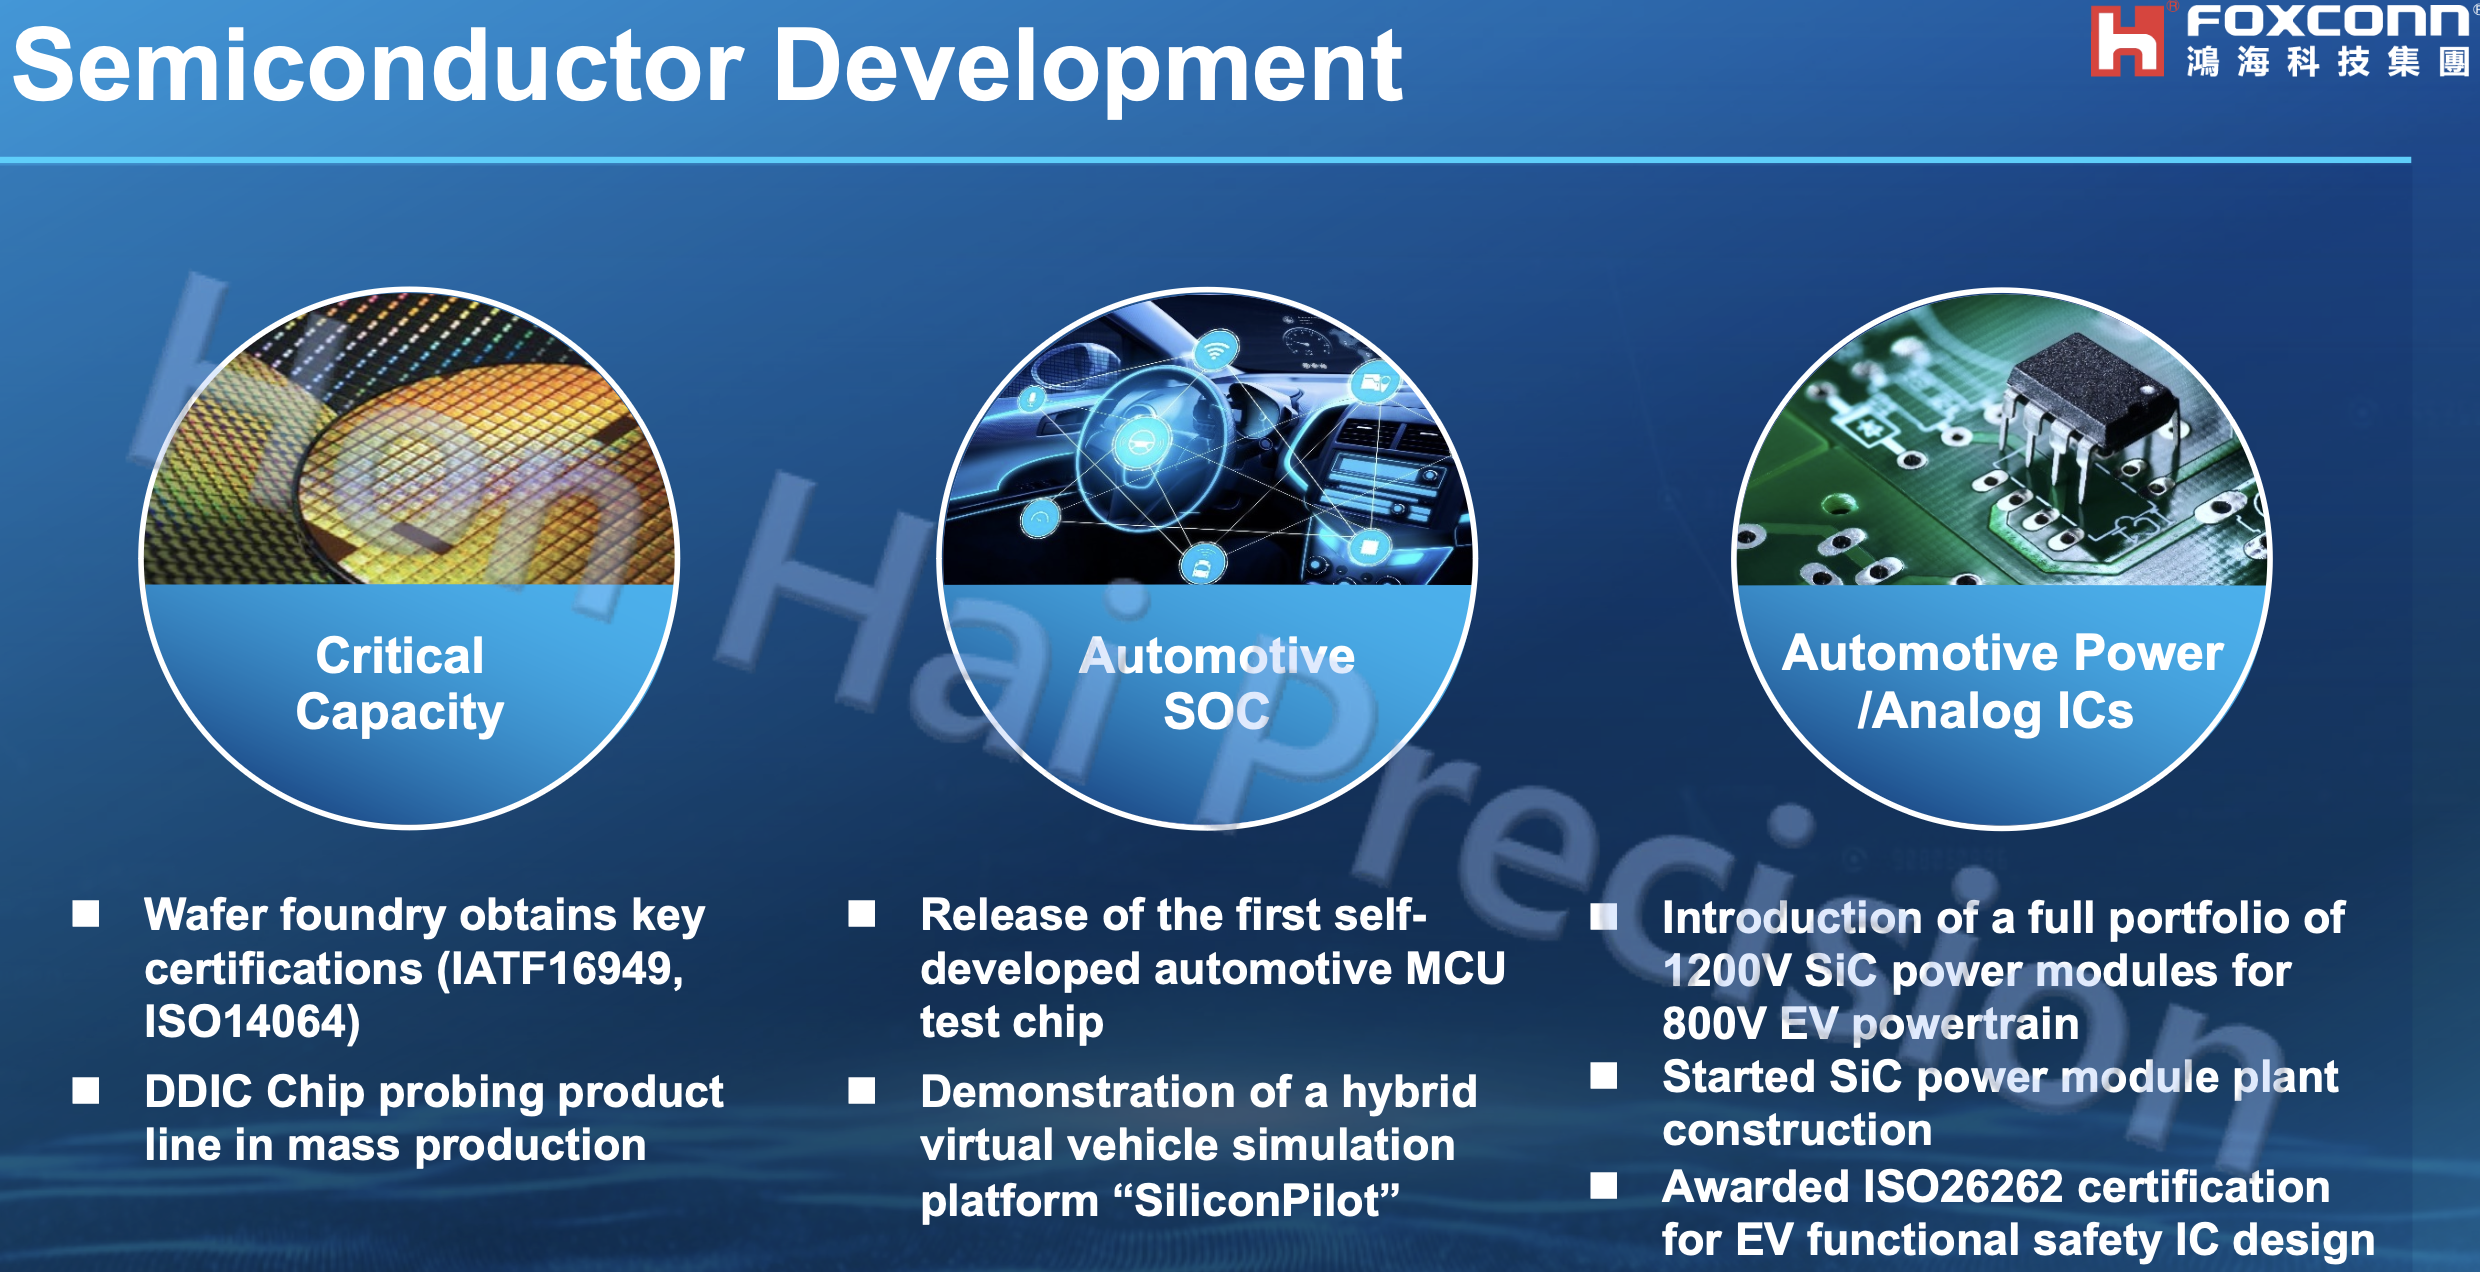 Semiconductor Development
FOXCONN®
鴻海科技集團
Critical
Capacity
■ Wafer foundry obtains key
certifications (IATF16949,
ISO14064)
■ DDIC Chip probing product
line in mass production
Automotive
SOC
■ Release of the first self-
developed automotive MCU
test chip
■ Demonstration of a hybrid
virtual vehicle simulation
platform “SiliconPilot”
Automotive Power
/Analog ICs
■ Introduction of a full portfolio of
1200V SiC power modules for
800V EV powertrain
■ Started SiC power module plant
construction
■ Awarded ISO26262 certification
for EV functional safety IC design
Hon Hai Precision